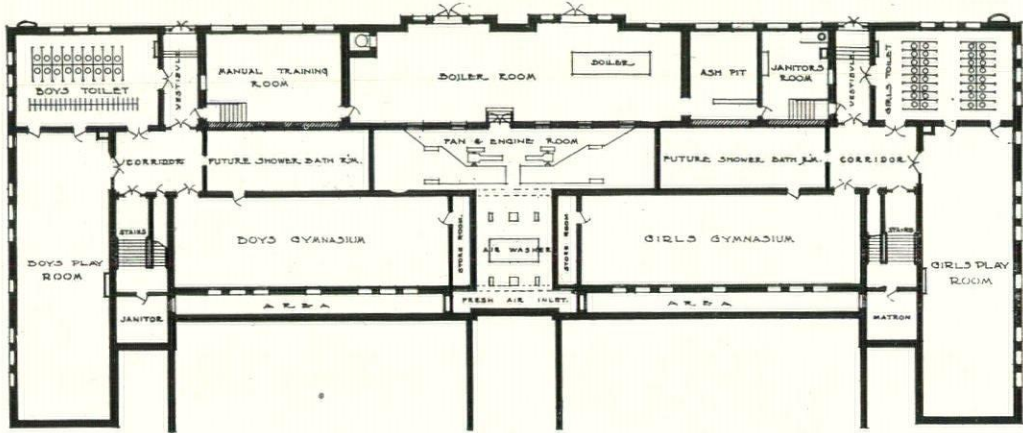 BOYS TOILET
VESTIBULE
MANUAL TRAINING
ROOM
BOILER ROOM
BOILER
ASH PIT
JANITORS
ROOM
VESTIBULE
GIRLS TOILET
CORRIDOR
FUTURE SHOWER BATH R'M.
FAN & ENGINE ROOM
FUTURE SHOWER BATH R'M.
CORRIDOR
STAIRS
BOYS GYMNASIUM
STORE ROOM.
AIR WASHER
STORE ROOM
GIRLS GYMNASIUM
STAIRS
BOYS PLAY
ROOM
GIRLS PLAY
ROOM
JANITOR
AREA
FRESH AIR INLET.
AREA
MATRON